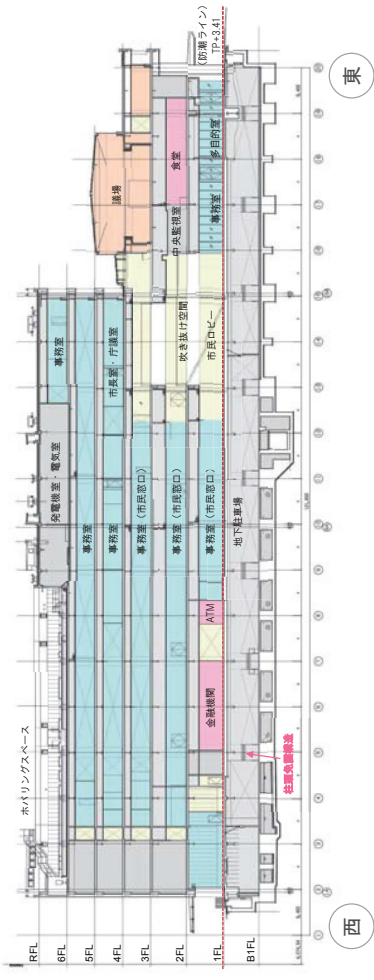 ホバリングスペース
RFL
6FL
5FL
4FL
3FL
2FL
1FL
B1FL
発電機室・電気室
事務室
事務室
事務室
市長室・庁議室
事務室(市民窓口)
事務室(市民窓口)
事務室(市民窓口)
吹き抜け空間
市民ロビー
議場
中央監視室
食堂
事務室
多目的室
(防潮ライン)
TP+3.41
金融機関
ATM
地下駐車場
柱頭免震構造
西
東